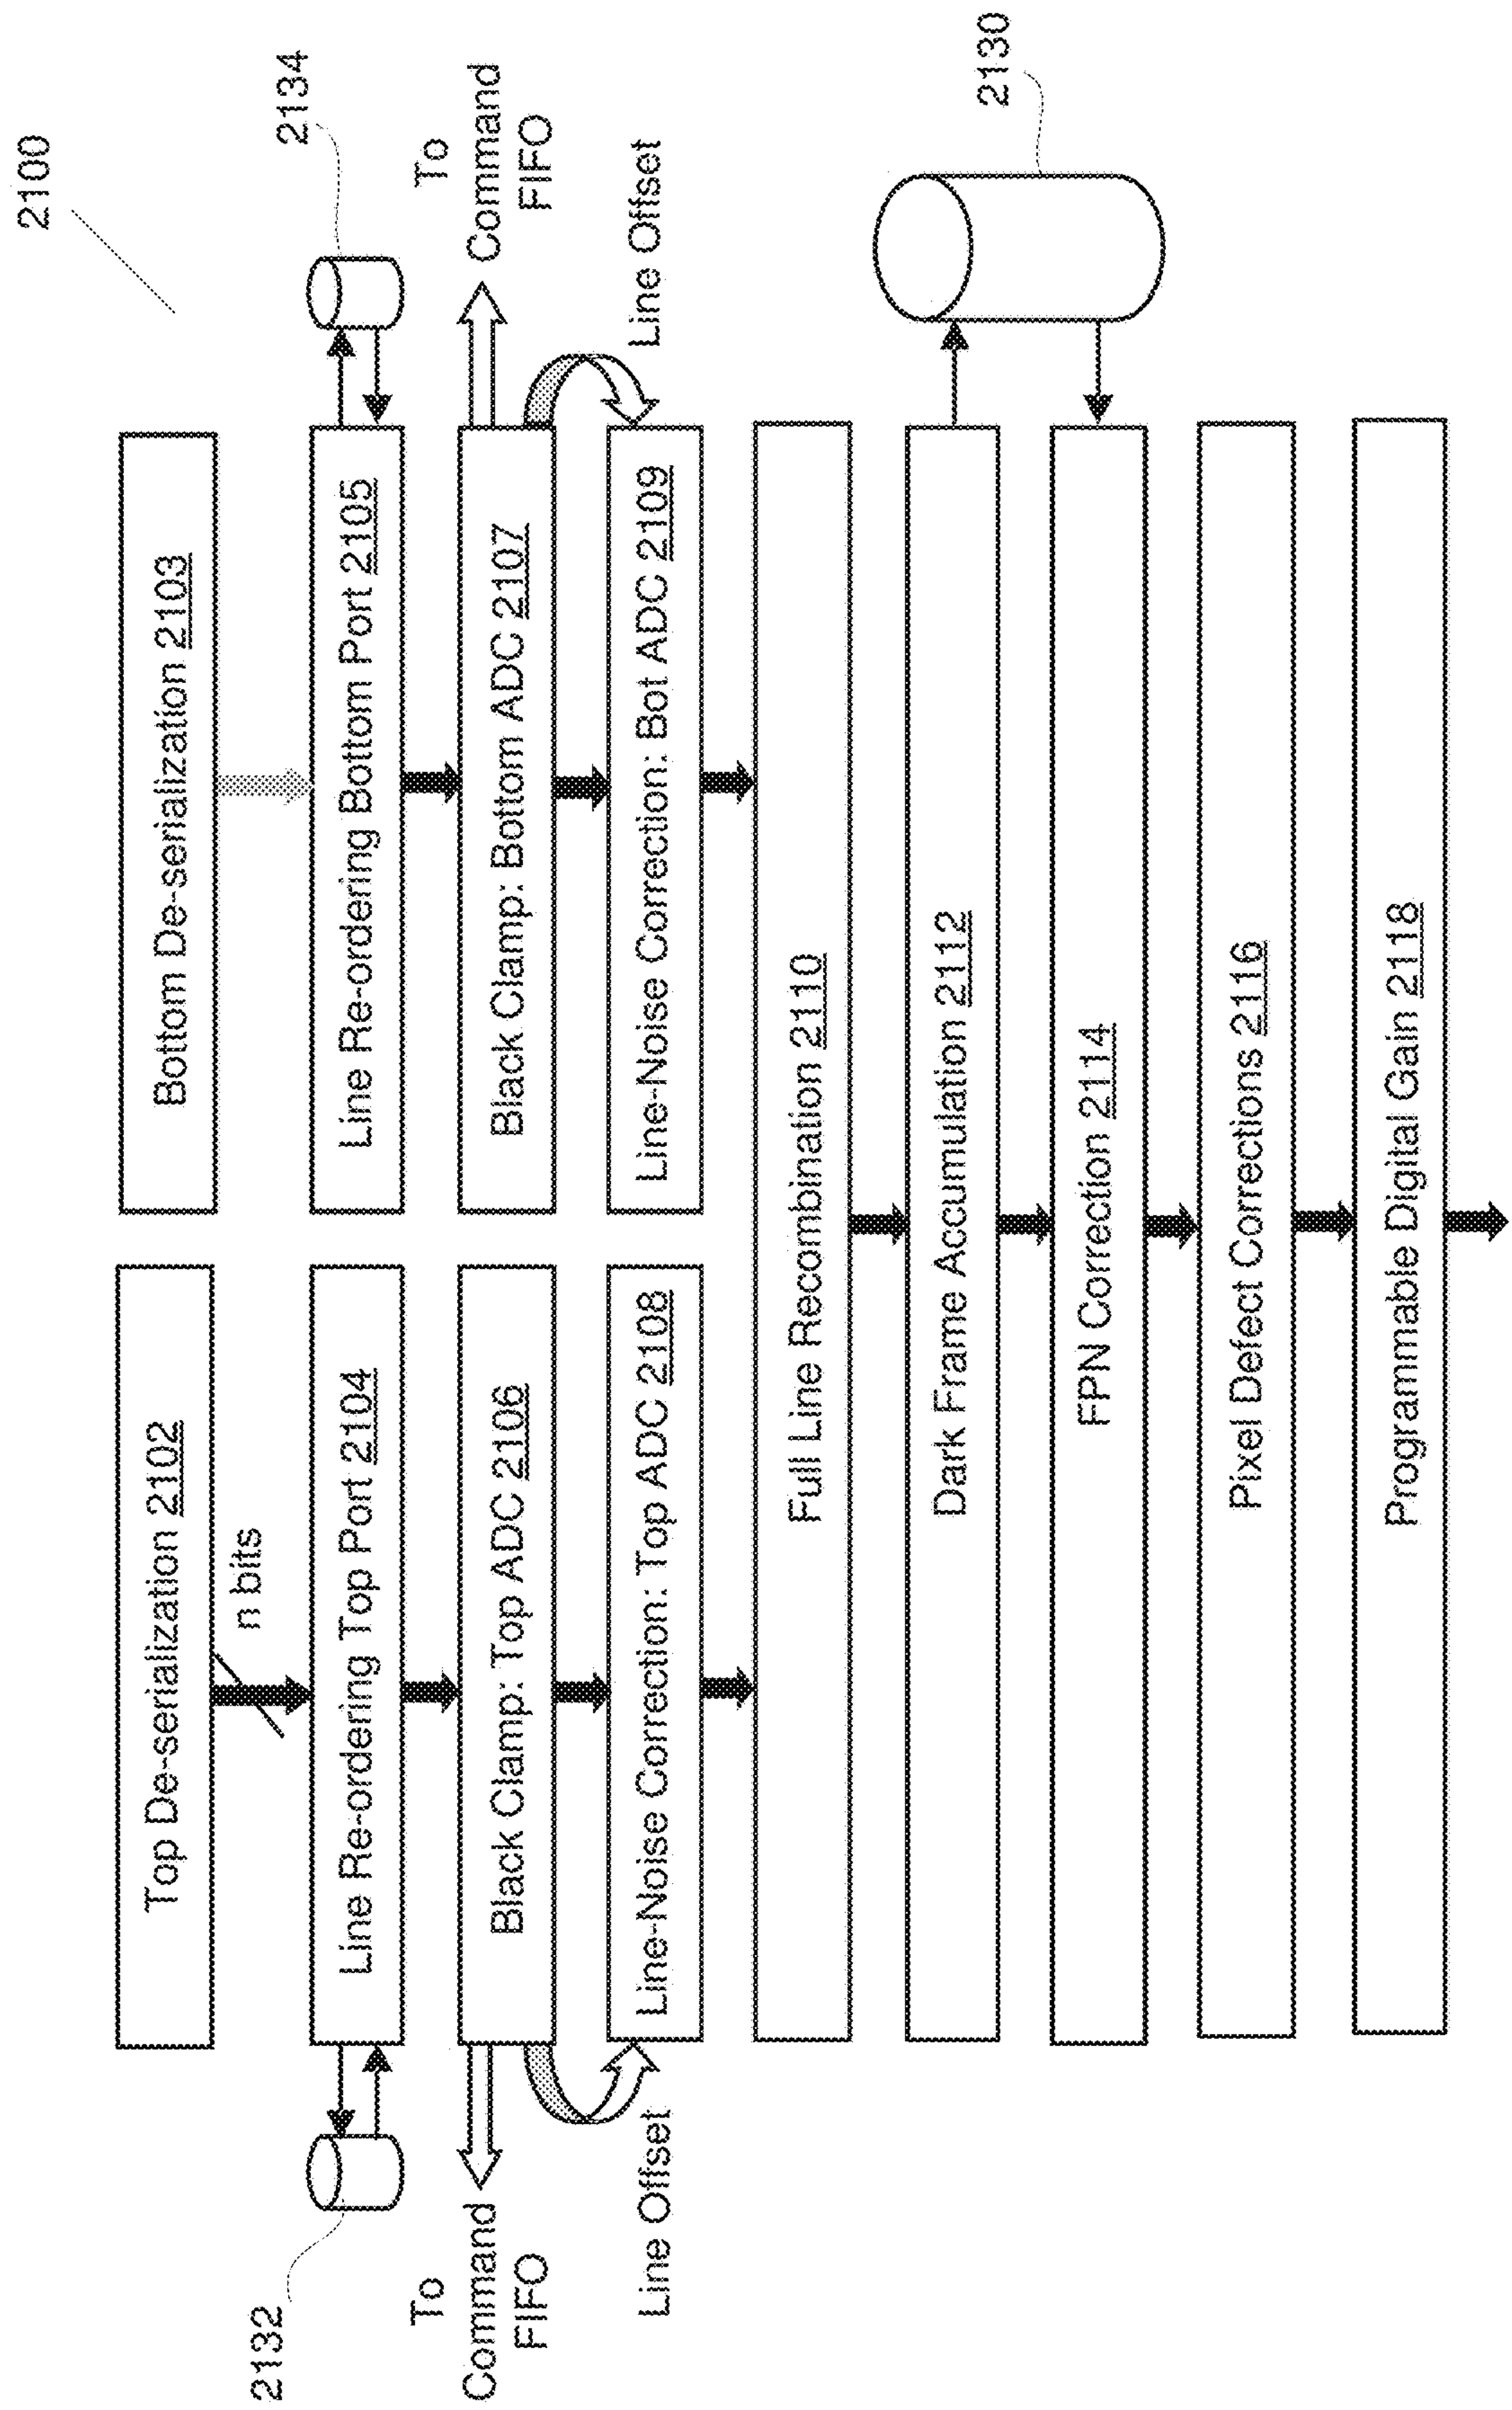 2100
Top De-serialization 2102
Bottom De-serialization 2103
n bits
2132
2134
Line Re-ordering Top Port 2104
Line Re-ordering Bottom Port 2105
To
Command
FIFO
Black Clamp: Top ADC 2106
Black Clamp: Bottom ADC 2107
To
Command
FIFO
Line Offset
Line-Noise Correction: Top ADC 2108
Line-Noise Correction: Bot ADC 2109
Line Offset
Full Line Recombination 2110
Dark Frame Accumulation 2112
2130
FPN Correction 2114
Pixel Defect Corrections 2116
Programmable Digital Gain 2118